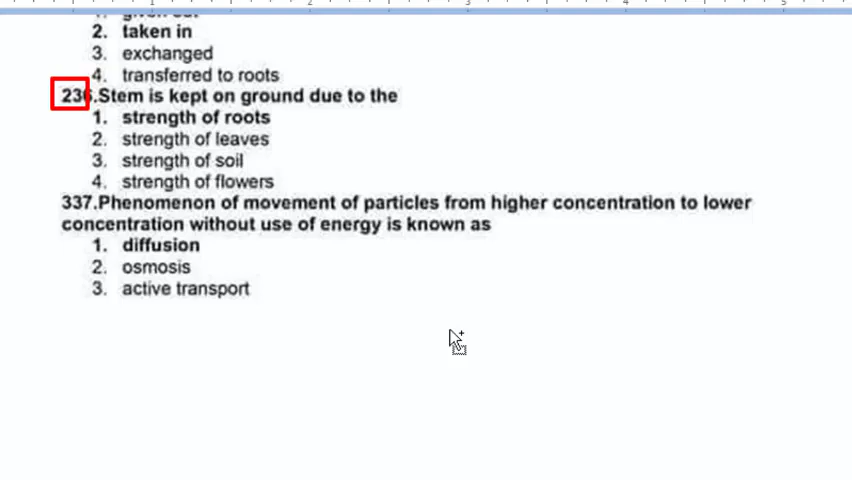 2. taken in
3. exchanged
4. transferred to roots
236.Stem is kept on ground due to the
1. strength of roots
2. strength of leaves
3. strength of soil
4. strength of flowers
337.Phenomenon of movement of particles from higher concentration to lower
concentration without use of energy is known as
1. diffusion
2. osmosis
3. active transport